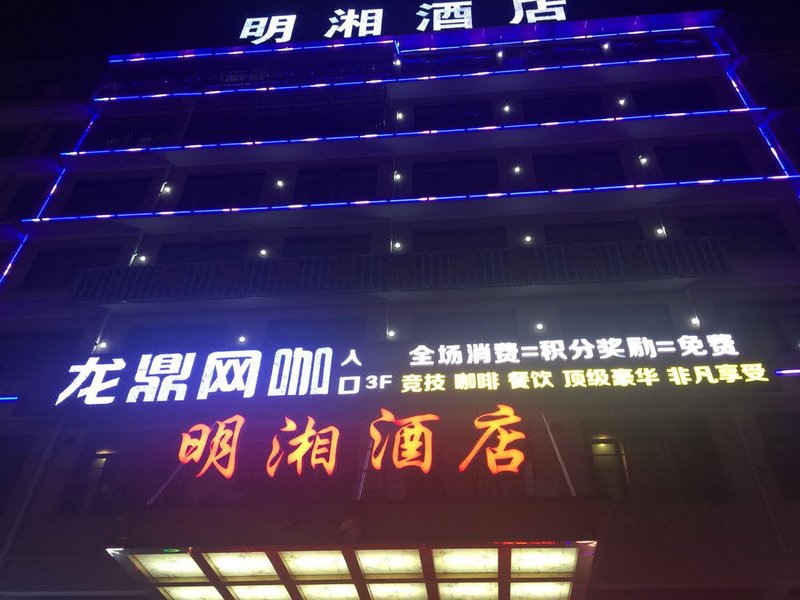 明湘酒店
龙鼎网咖 入口 3F
全场消费=积分奖励=免费
竞技 咖啡 餐饮 顶级豪华 非凡享受
明湘酒店